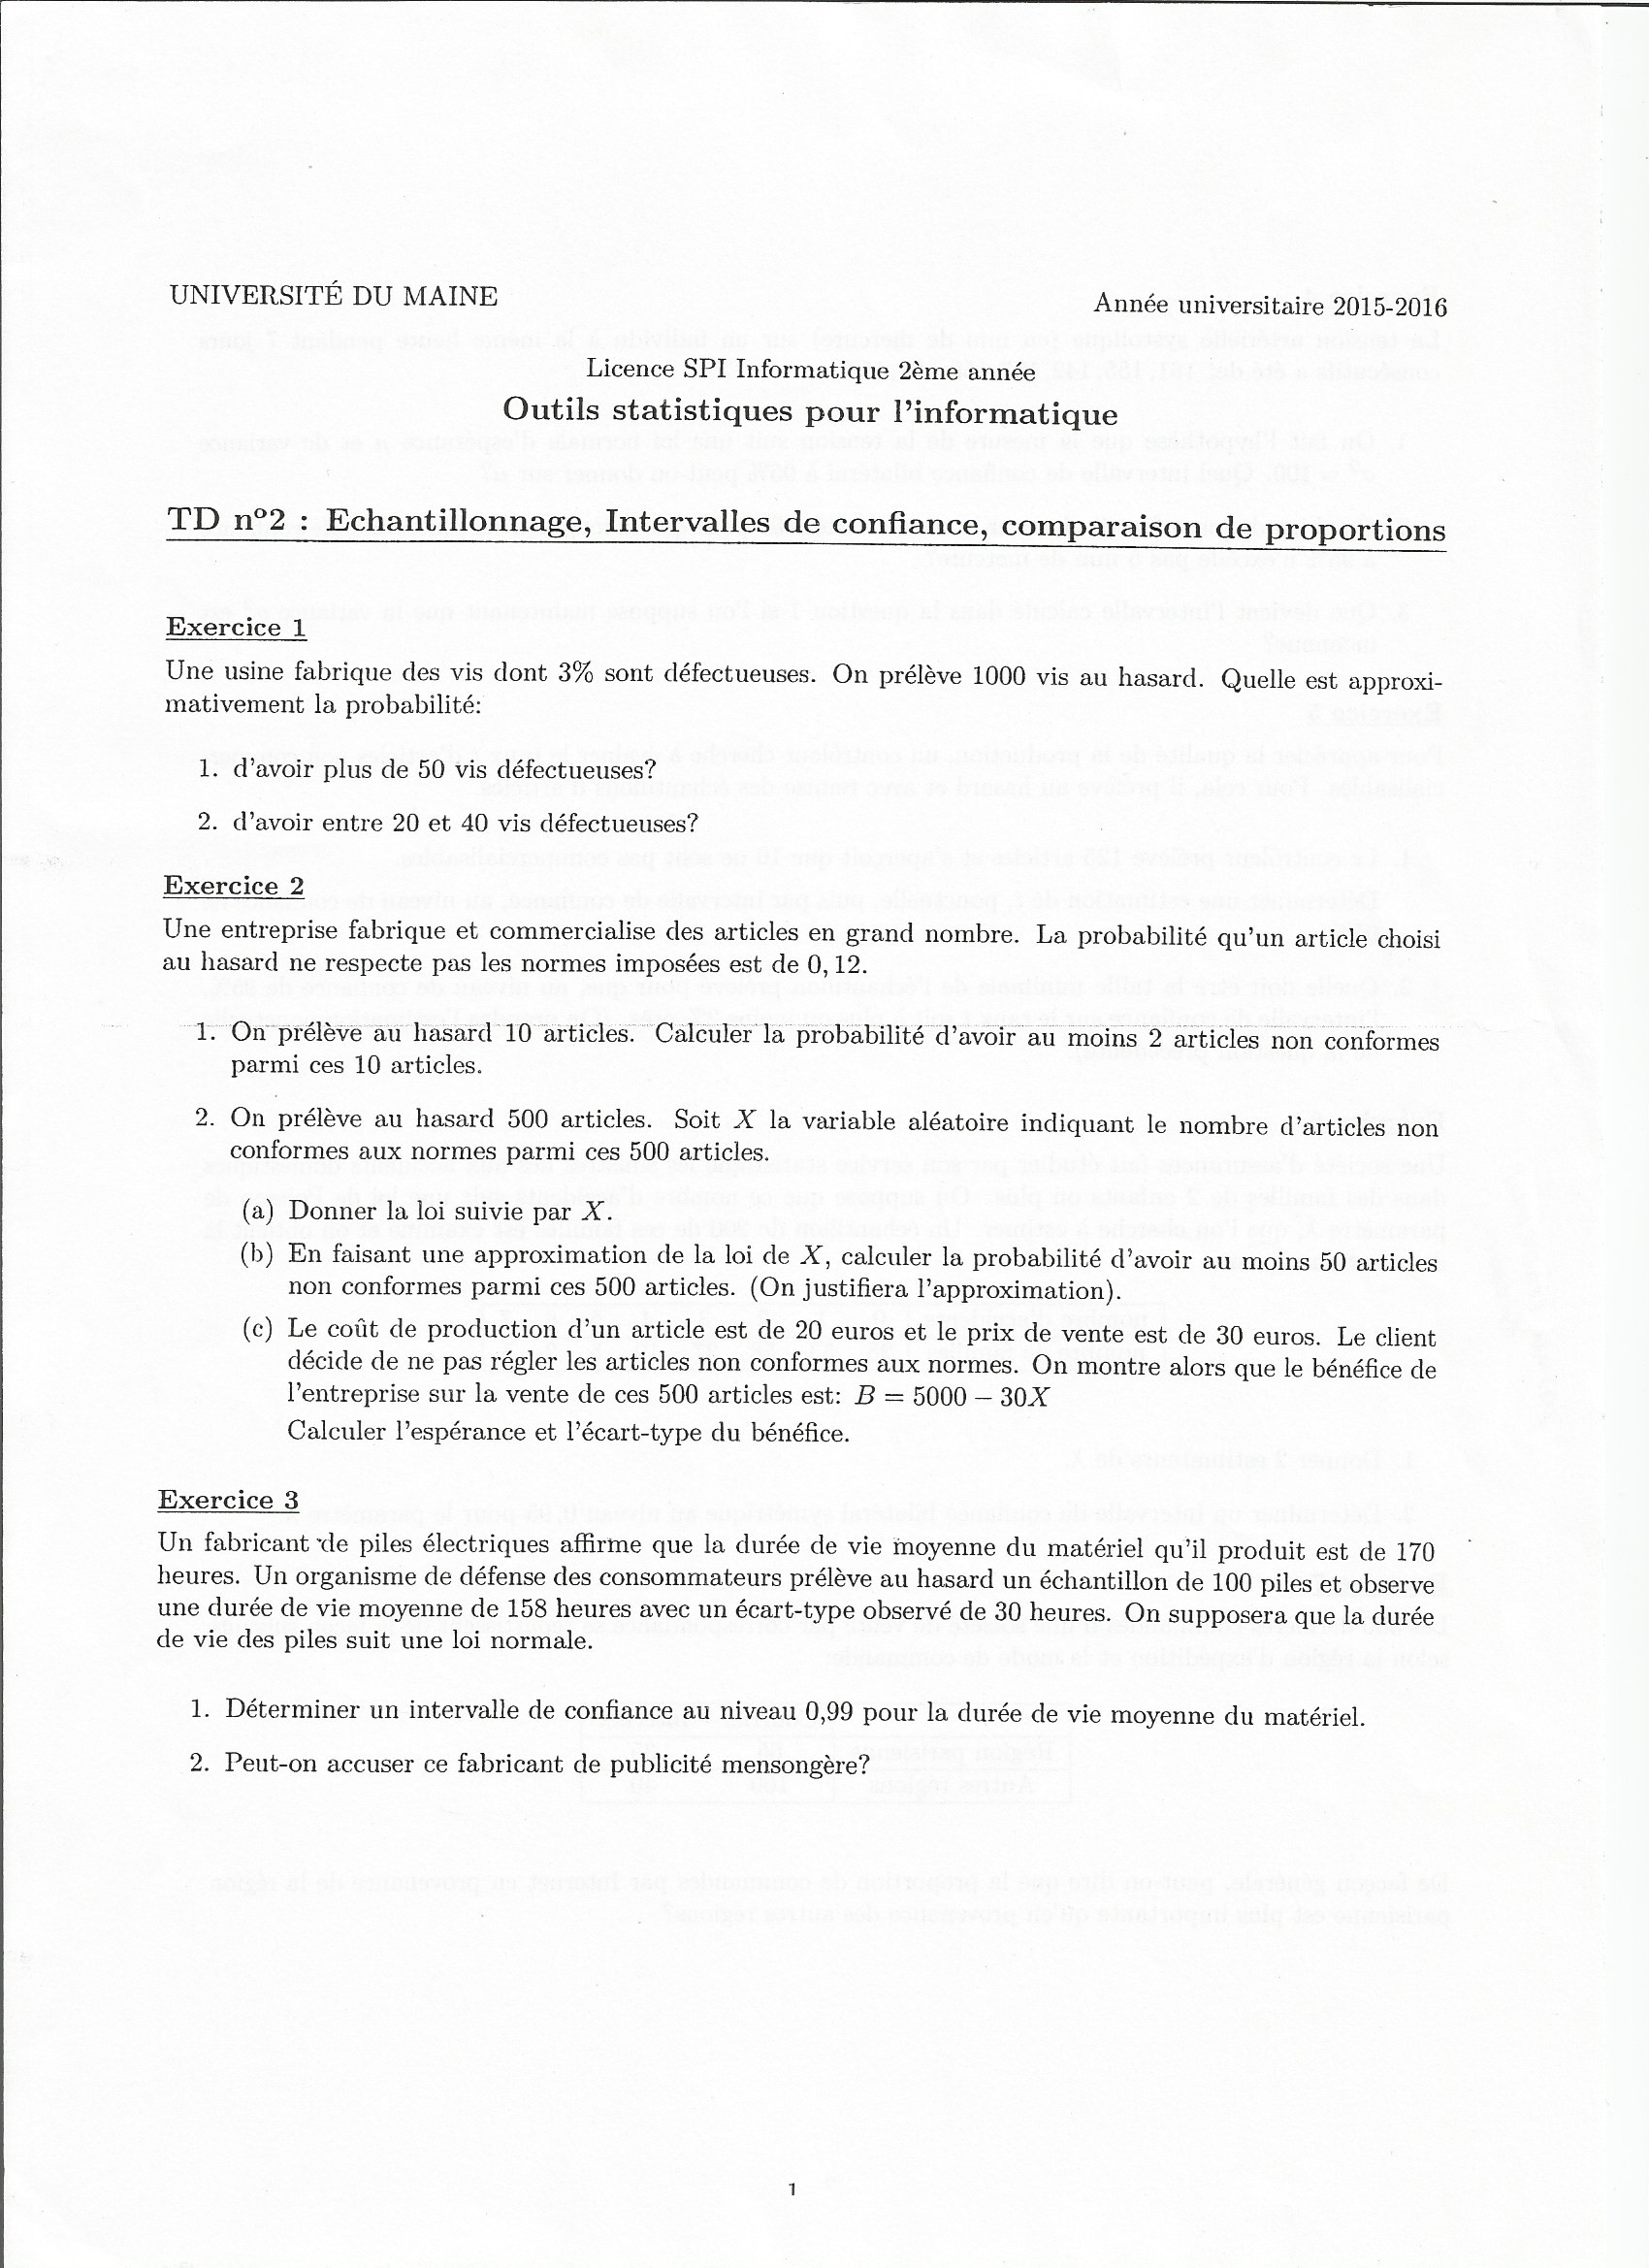 UNIVERSITÉ DU MAINE
Année universitaire 2015-2016
Licence SPI Informatique 2ème année
Outils statistiques pour l'informatique
TD n°2 : Echantillonnage, Intervalles de confiance, comparaison de proportions
Exercice 1
Une usine fabrique des vis dont 3% sont défectueuses. On prélève 1000 vis au hasard. Quelle est approxi-
mativement la probabilité:
1. d'avoir plus de 50 vis défectueuses?
2. d'avoir entre 20 et 40 vis défectueuses?
Exercice 2
Une entreprise fabrique et commercialise des articles en grand nombre. La probabilité qu'un article choisi
au hasard ne respecte pas les normes imposées est de 0,12.
1. On prélève au hasard 10 articles. Calculer la probabilité d'avoir au moins 2 articles non conformes
parmi ces 10 articles.
2. On prélève au hasard 500 articles. Soit X la variable aléatoire indiquant le nombre d'articles non
conformes aux normes parmi ces 500 articles.
(a) Donner la loi suivie par X.
(b) En faisant une approximation de la loi de X, calculer la probabilité d'avoir au moins 50 articles
non conformes parmi ces 500 articles. (On justifiera l'approximation).
(c) Le coût de production d'un article est de 20 euros et le prix de vente est de 30 euros. Le client
décide de ne pas régler les articles non conformes aux normes. On montre alors que le bénéfice de
l'entreprise sur la vente de ces 500 articles est: B = 5000 − 30X
Calculer l'espérance et l'écart-type du bénéfice.
Exercice 3
Un fabricant de piles électriques affirme que la durée de vie moyenne du matériel qu'il produit est de 170
heures. Un organisme de défense des consommateurs prélève au hasard un échantillon de 100 piles et observe
une durée de vie moyenne de 158 heures avec un écart-type observé de 30 heures. On supposera que la durée
de vie des piles suit une loi normale.
1. Déterminer un intervalle de confiance au niveau 0,99 pour la durée de vie moyenne du matériel.
2. Peut-on accuser ce fabricant de publicité mensongère?
1